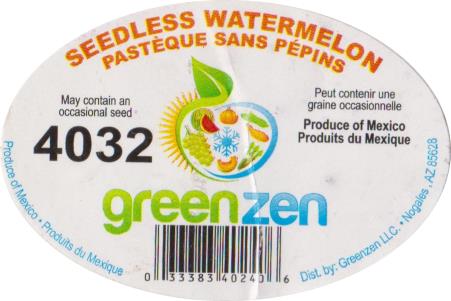 SEEDLESS WATERMELON
PASTÈQUE SANS PÉPINS
May contain an
occasional seed
4032
Peut contenir une
graine occasionnelle
Produce of Mexico
Produits du Mexique
greenzen
Produce of Mexico • Produits du Mexique
Dist. by: Greenzen LLC. • Nogales, AZ 85628
0 33383 40240 6